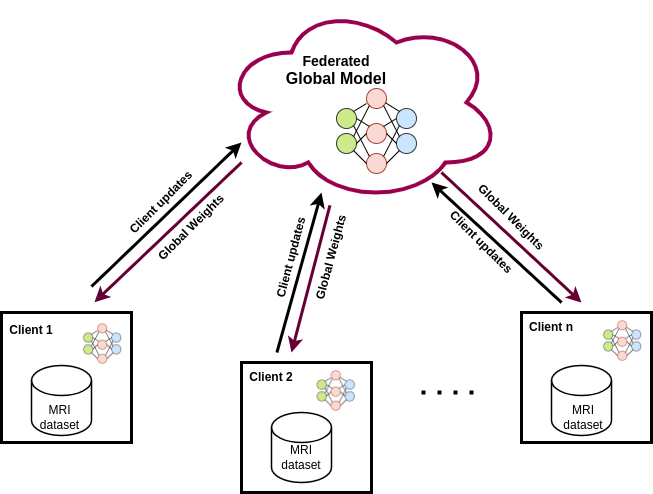 Federated
Global Model
Client updates
Global Weights
Client updates
Global Weights
Global Weights
Client updates
Client 1
MRI
dataset
Client 2
MRI
dataset
Client n
MRI
dataset